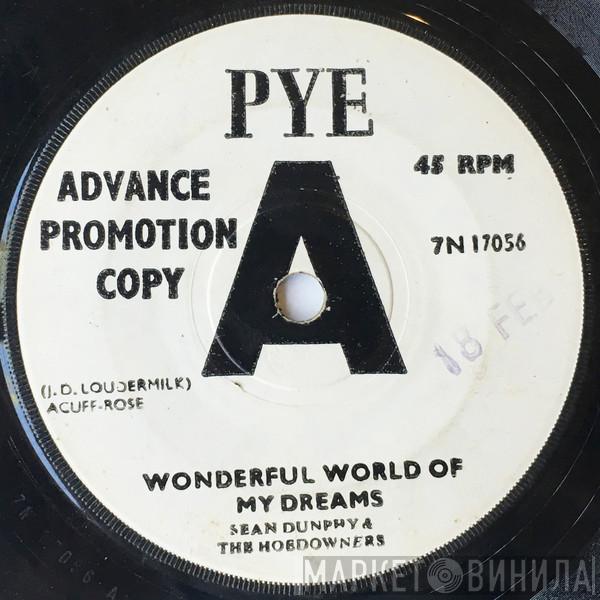 PYE
45 RPM
ADVANCE
PROMOTION
COPY
A
7N 17056
18 FEB
(J. D. LOUDERMILK)
ACUFF-ROSE
WONDERFUL WORLD OF
MY DREAMS
SEAN DUNPHY &
THE HOEDOWNERS
МАРКЕТ ВИНИЛА